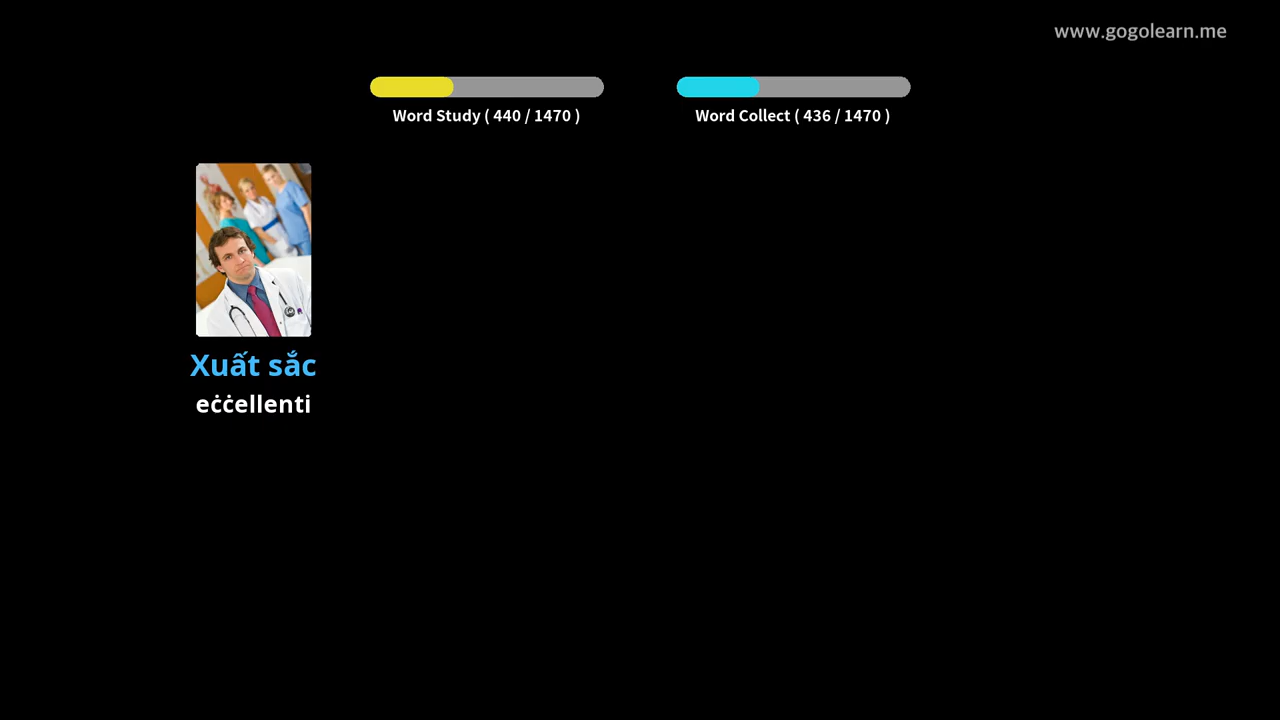 www.gogolearn.me
Word Study ( 440 / 1470 )
Word Collect ( 436 / 1470 )
Xuất sắc
eċċellenti